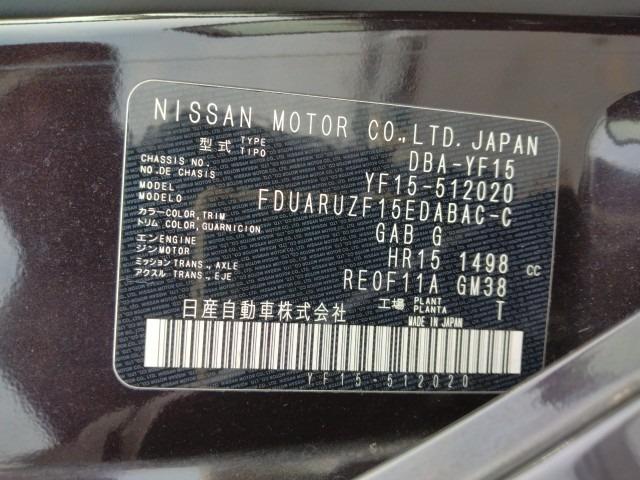 NISSAN MOTOR CO.,LTD. JAPAN
型式 TYPE TIPO DBA-YF15
CHASSIS NO. NO.DE CHASIS YF15-512020
MODEL MODELO FDUARUZF15EDABAC-C
カラー COLOR,TRIM トリム COLOR,GUARNICION GAB G
エンジン ENGINE MOTOR HR15 1498 cc
ミッション TRANS.,AXLE アクスル TRANS.,EJE RE0F11A GM38
日産自動車株式会社 工場 PLANT PLANTA T
MADE IN JAPAN
YF15-512020